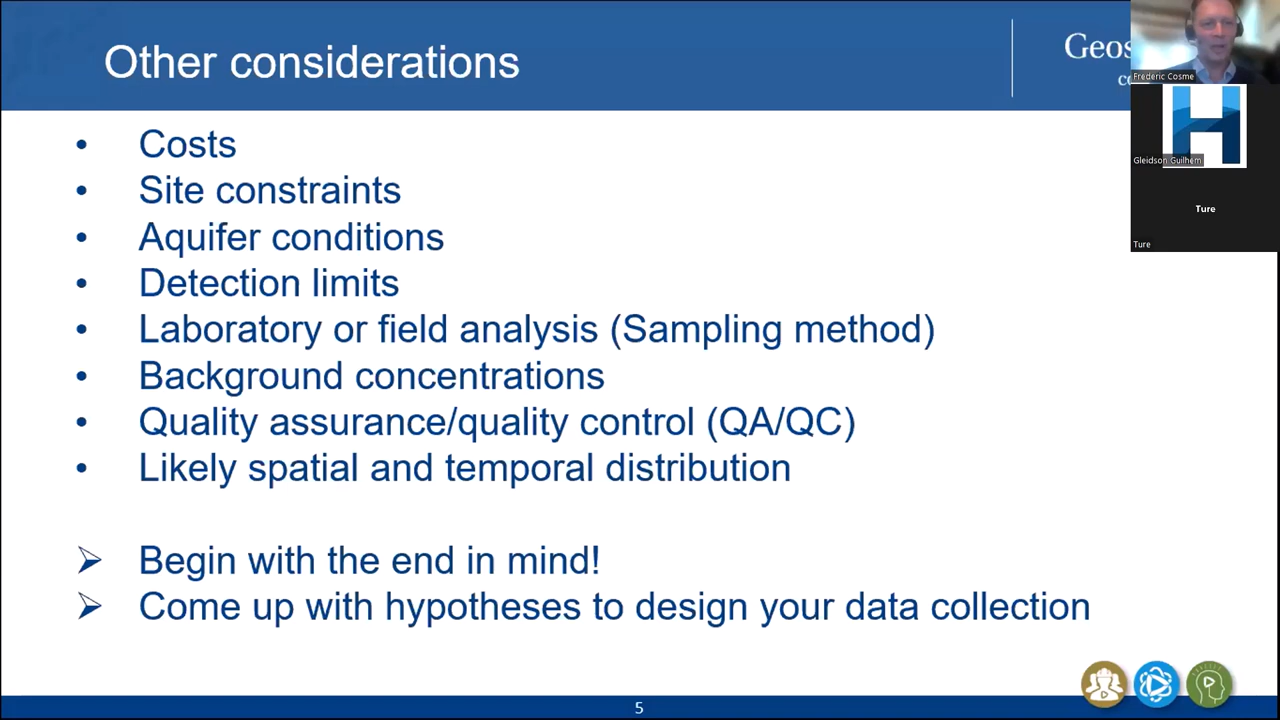 Other considerations
Geos
Frederic Cosme
Gleidson Guilhem
Ture
Ture
• Costs
• Site constraints
• Aquifer conditions
• Detection limits
• Laboratory or field analysis (Sampling method)
• Background concentrations
• Quality assurance/quality control (QA/QC)
• Likely spatial and temporal distribution
➢ Begin with the end in mind!
➢ Come up with hypotheses to design your data collection
5